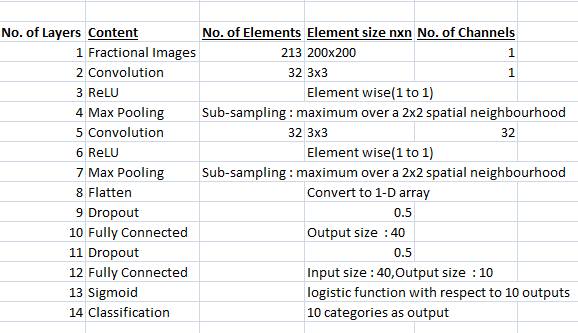 No. of Layers Content No. of Elements Element size nxn No. of Channels
1 Fractional Images 213 200x200 1
2 Convolution 32 3x3 1
3 ReLU Element wise(1 to 1)
4 Max Pooling Sub-sampling : maximum over a 2x2 spatial neighbourhood
5 Convolution 32 3x3 32
6 ReLU Element wise(1 to 1)
7 Max Pooling Sub-sampling : maximum over a 2x2 spatial neighbourhood
8 Flatten Convert to 1-D array
9 Dropout 0.5
10 Fully Connected Output size : 40
11 Dropout 0.5
12 Fully Connected Input size : 40,Output size : 10
13 Sigmoid logistic function with respect to 10 outputs
14 Classification 10 categories as output